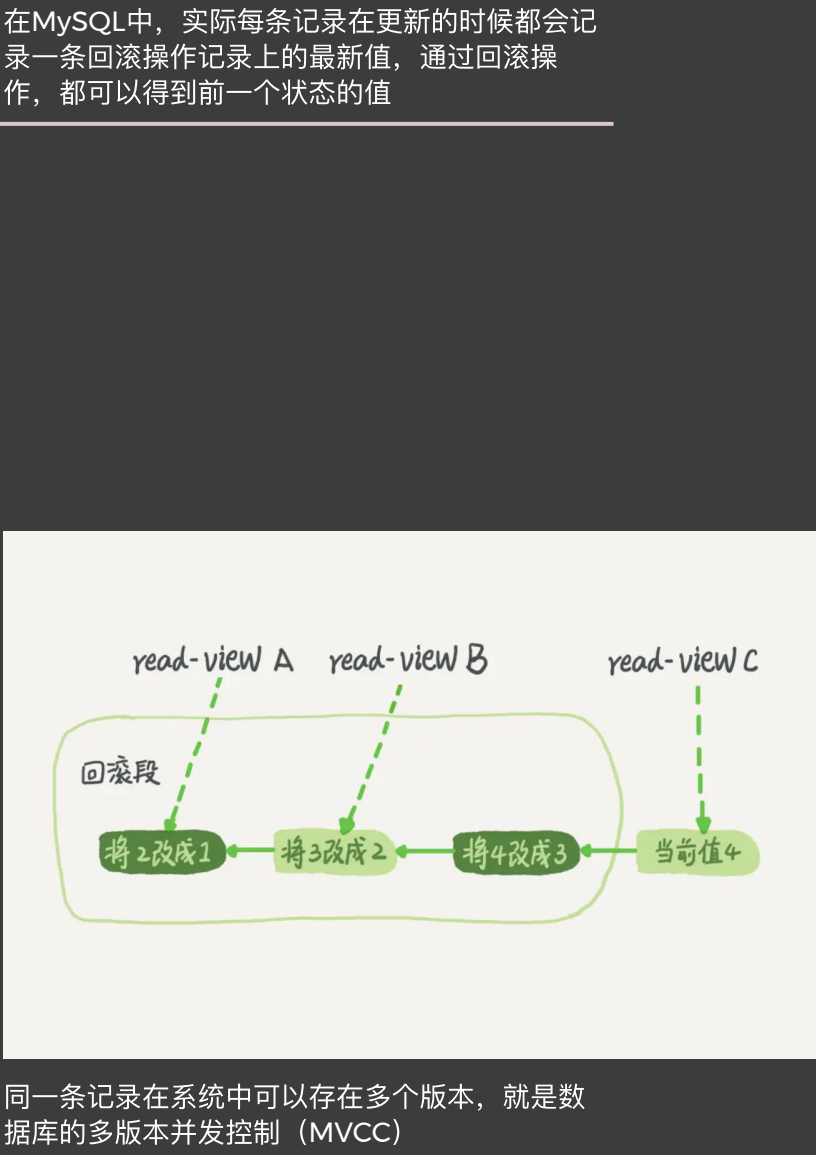 在MySQL中，实际每条记录在更新的时候都会记
录一条回滚操作记录上的最新值，通过回滚操
作，都可以得到前一个状态的值
read-view A read-view B read-view C
回滚段
将2改成1 将3改成2 将4改成3 当前值4
同一条记录在系统中可以存在多个版本，就是数
据库的多版本并发控制（MVCC）